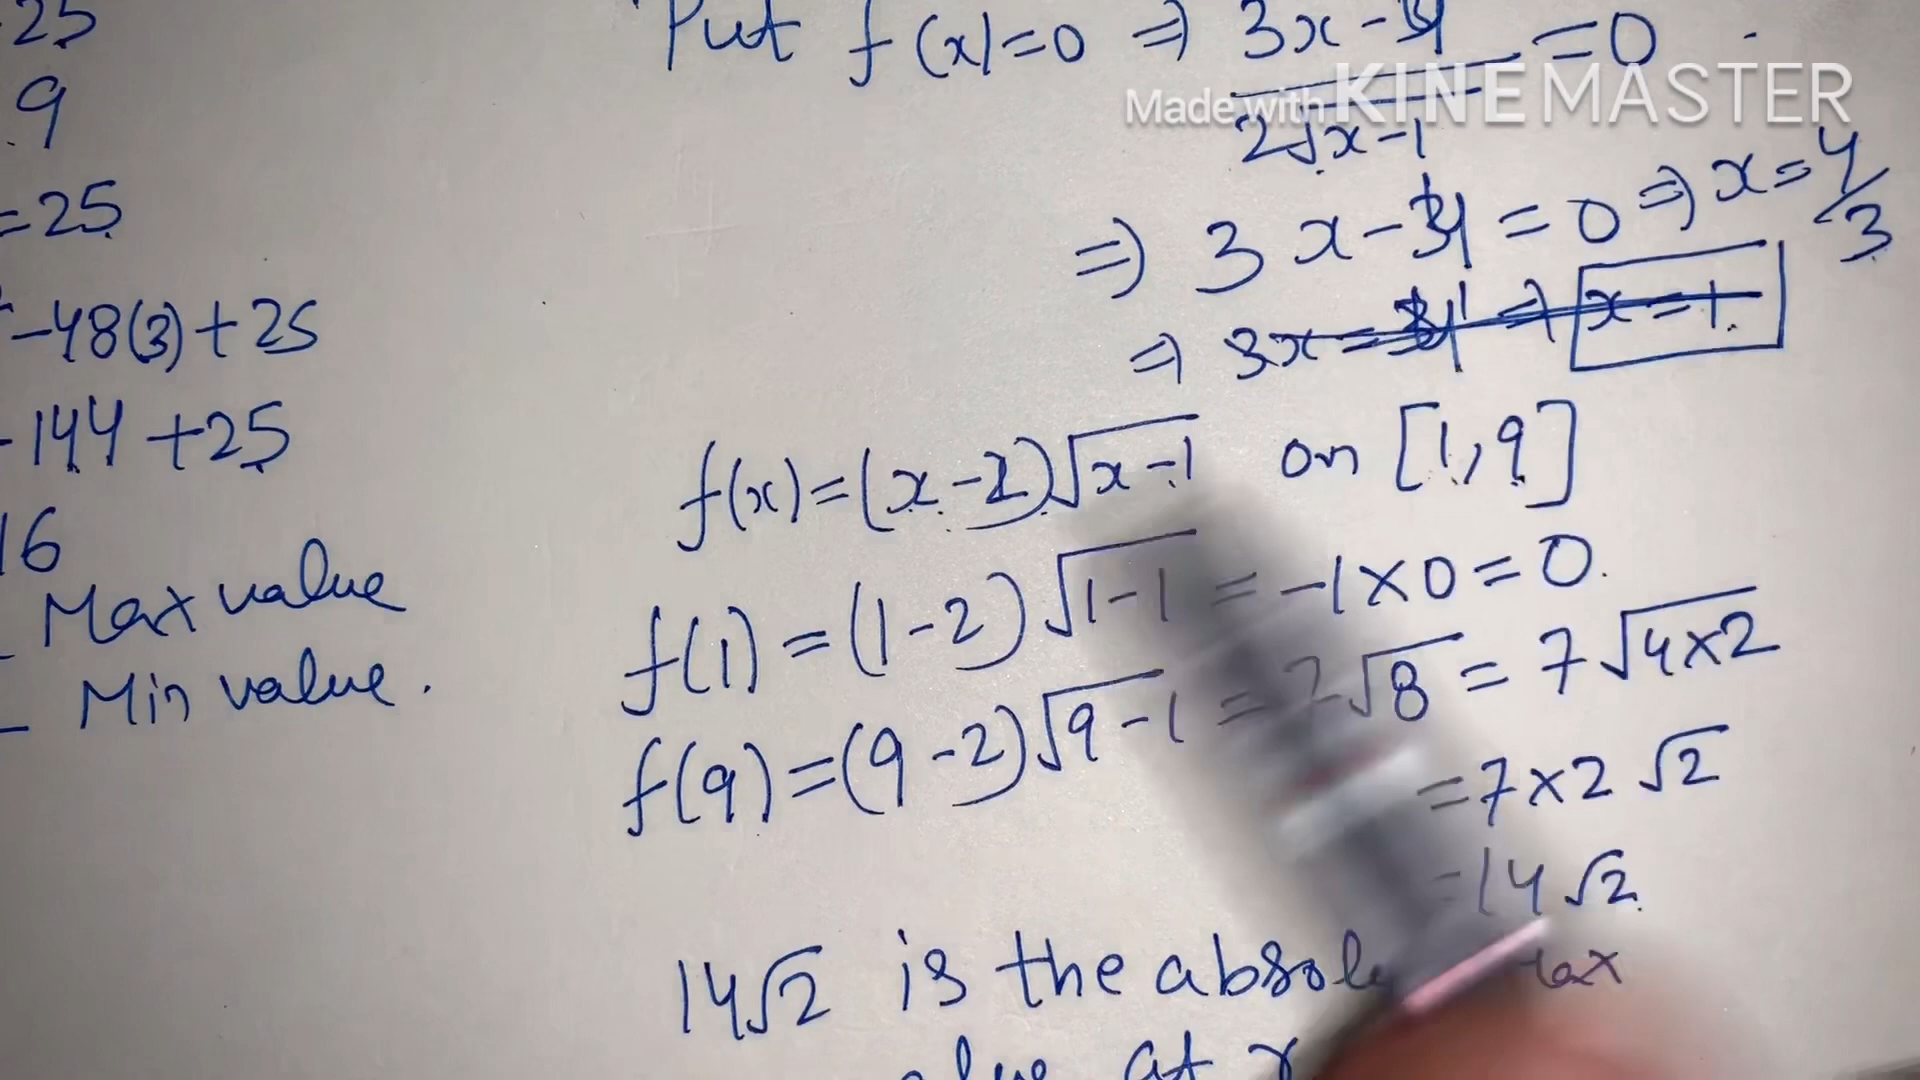 25
9
=25
-48(3)+25
-144+25
16
Max value
Min value.
Put f(x)=0 ⇒ 3x-4/2√x-1 =0
Made with KINEMASTER
⇒ 3x-4=0 ⇒ x=4/3
⇒ 3x= ⇒ x=1
f(x)=(x-2)√x-1 on [1,9]
f(1)=(1-2)√1-1 = -1×0=0.
f(9)=(9-2)√9-1 = 7√8 = 7√4×2
=7×2√2
=14√2
14√2 is the
at x